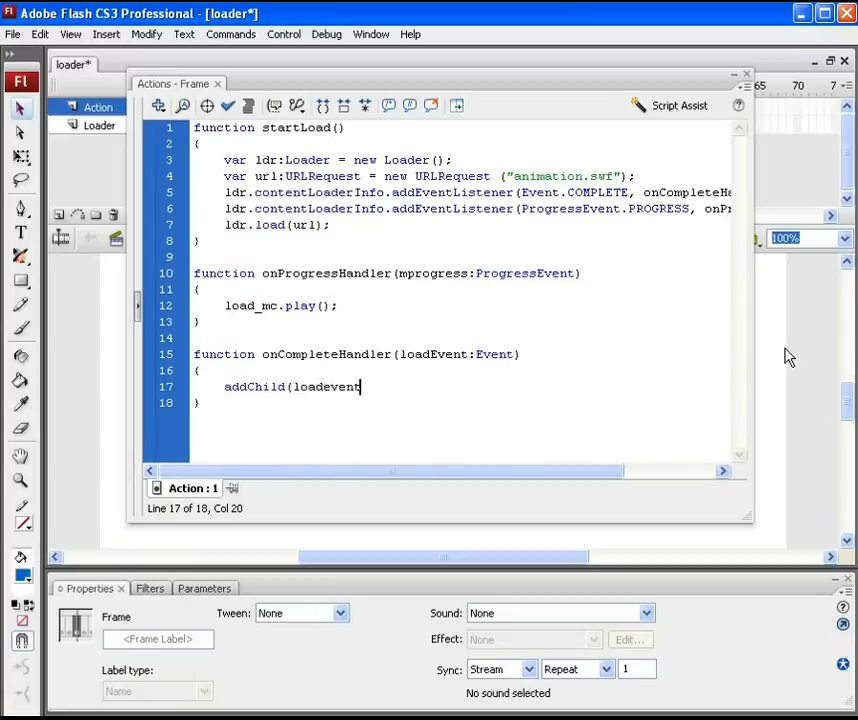 Adobe Flash CS3 Professional - [loader*]
File Edit View Insert Modify Text Commands Control Debug Window Help
loader*
Actions - Frame
65 70 7
Fl
Action
Loader
Script Assist
100%
1 function startLoad()
2 {
3 var ldr:Loader = new Loader();
4 var url:URLRequest = new URLRequest ("animation.swf");
5 ldr.contentLoaderInfo.addEventListener(Event.COMPLETE, onCompleteHa
6 ldr.contentLoaderInfo.addEventListener(ProgressEvent.PROGRESS, onPr
7 ldr.load(url);
8 }
9
10 function onProgressHandler(mprogress:ProgressEvent)
11 {
12 load_mc.play();
13 }
14
15 function onCompleteHandler(loadEvent:Event)
16 {
17 addChild(loadevent
18 }
Action : 1
Line 17 of 18, Col 20
Properties Filters Parameters
Frame
<Frame Label>
Label type:
Name
Tween: None
Sound: None
Effect: None Edit...
Sync: Stream Repeat 1
No sound selected